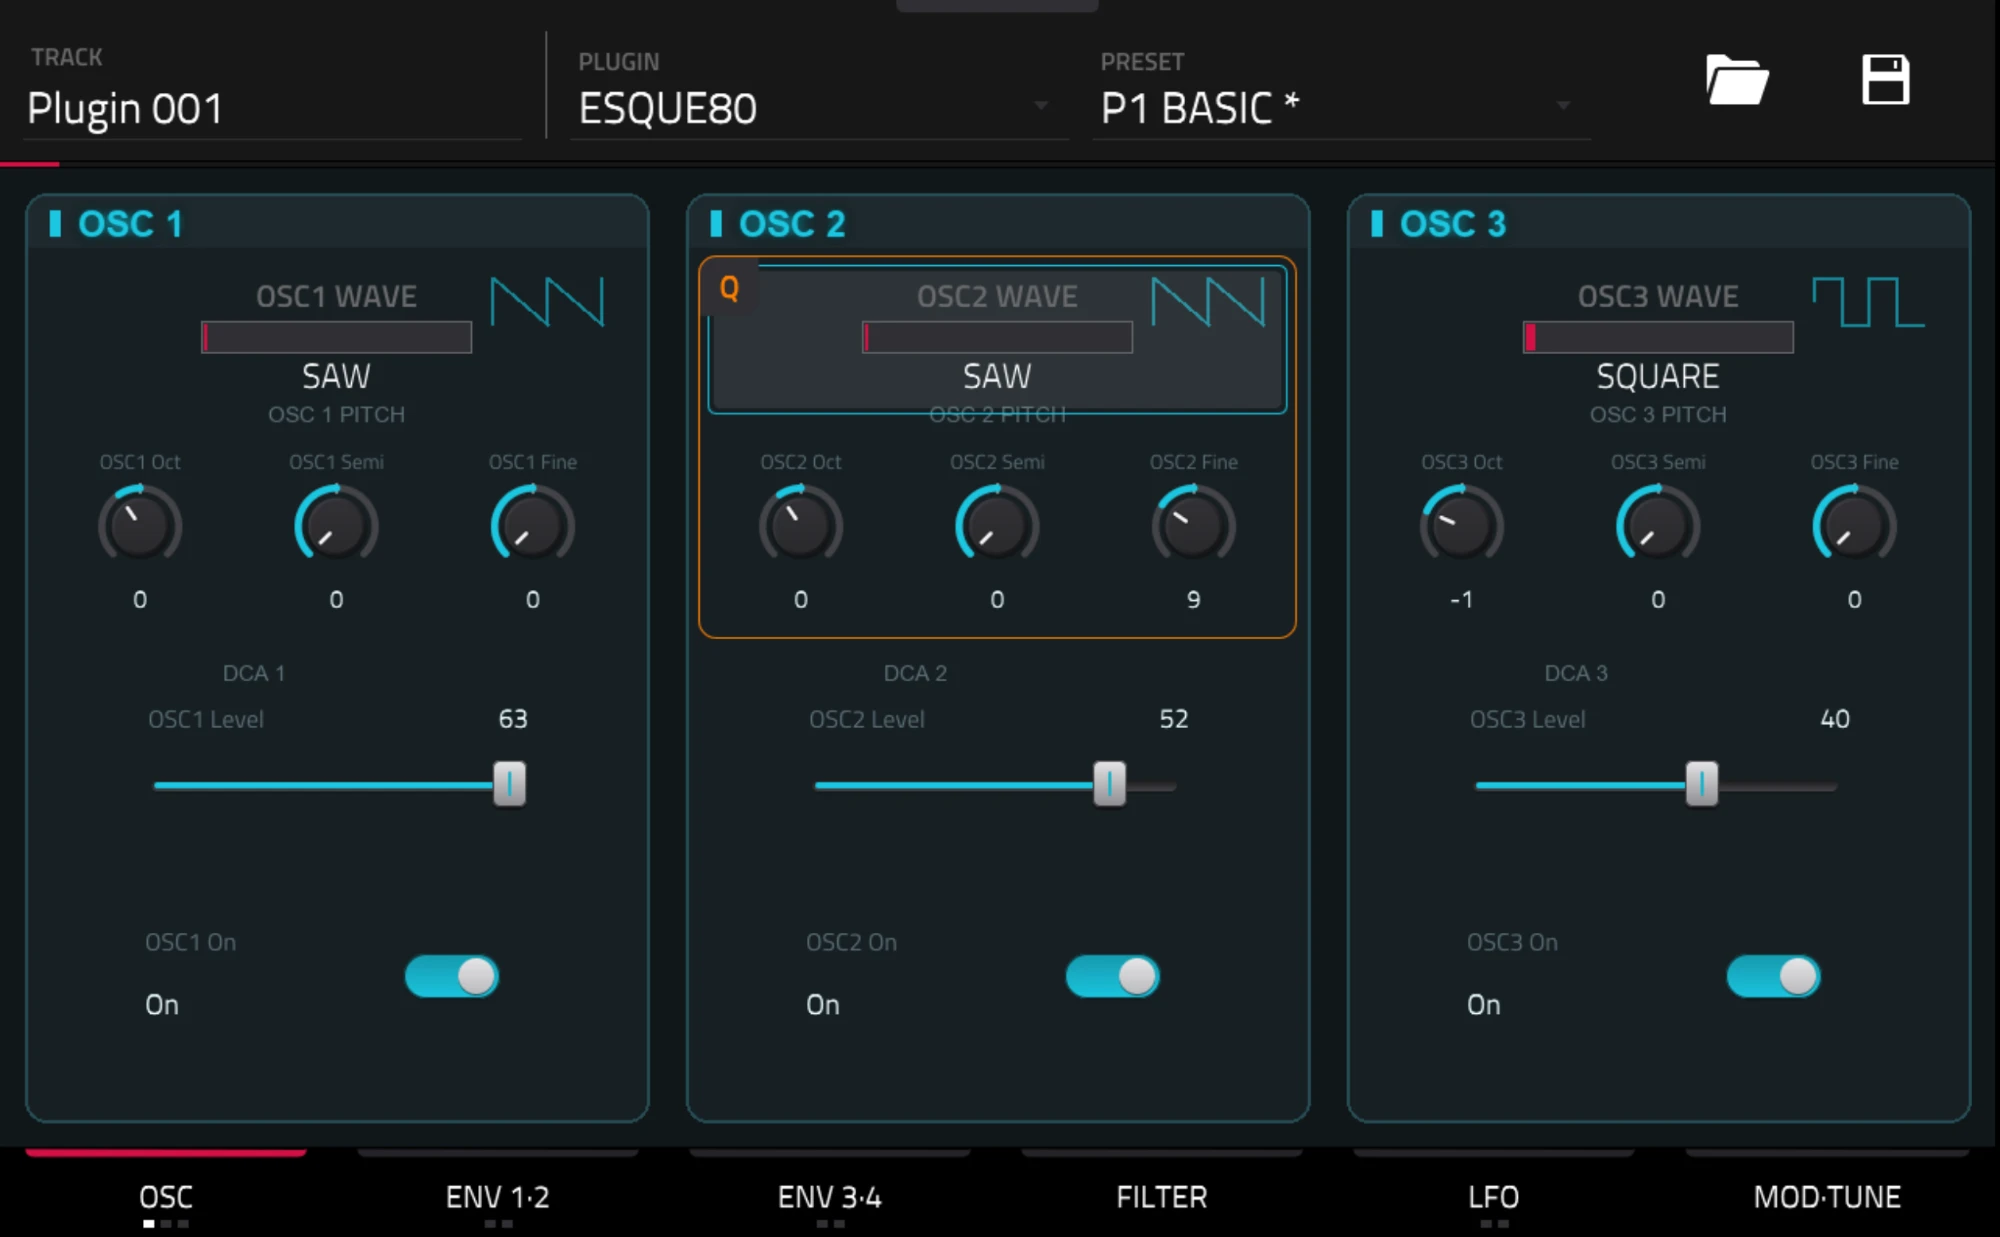 TRACK
Plugin 001
PLUGIN
ESQUE80
PRESET
P1 BASIC *
OSC 1
OSC1 WAVE
SAW
OSC 1 PITCH
OSC1 Oct
OSC1 Semi
OSC1 Fine
0
0
0
DCA 1
OSC1 Level
63
OSC1 On
On
OSC 2
Q
OSC2 WAVE
SAW
OSC 2 PITCH
OSC2 Oct
OSC2 Semi
OSC2 Fine
0
0
9
DCA 2
OSC2 Level
52
OSC2 On
On
OSC 3
OSC3 WAVE
SQUARE
OSC 3 PITCH
OSC3 Oct
OSC3 Semi
OSC3 Fine
-1
0
0
DCA 3
OSC3 Level
40
OSC3 On
On
OSC
ENV 1·2
ENV 3·4
FILTER
LFO
MOD·TUNE